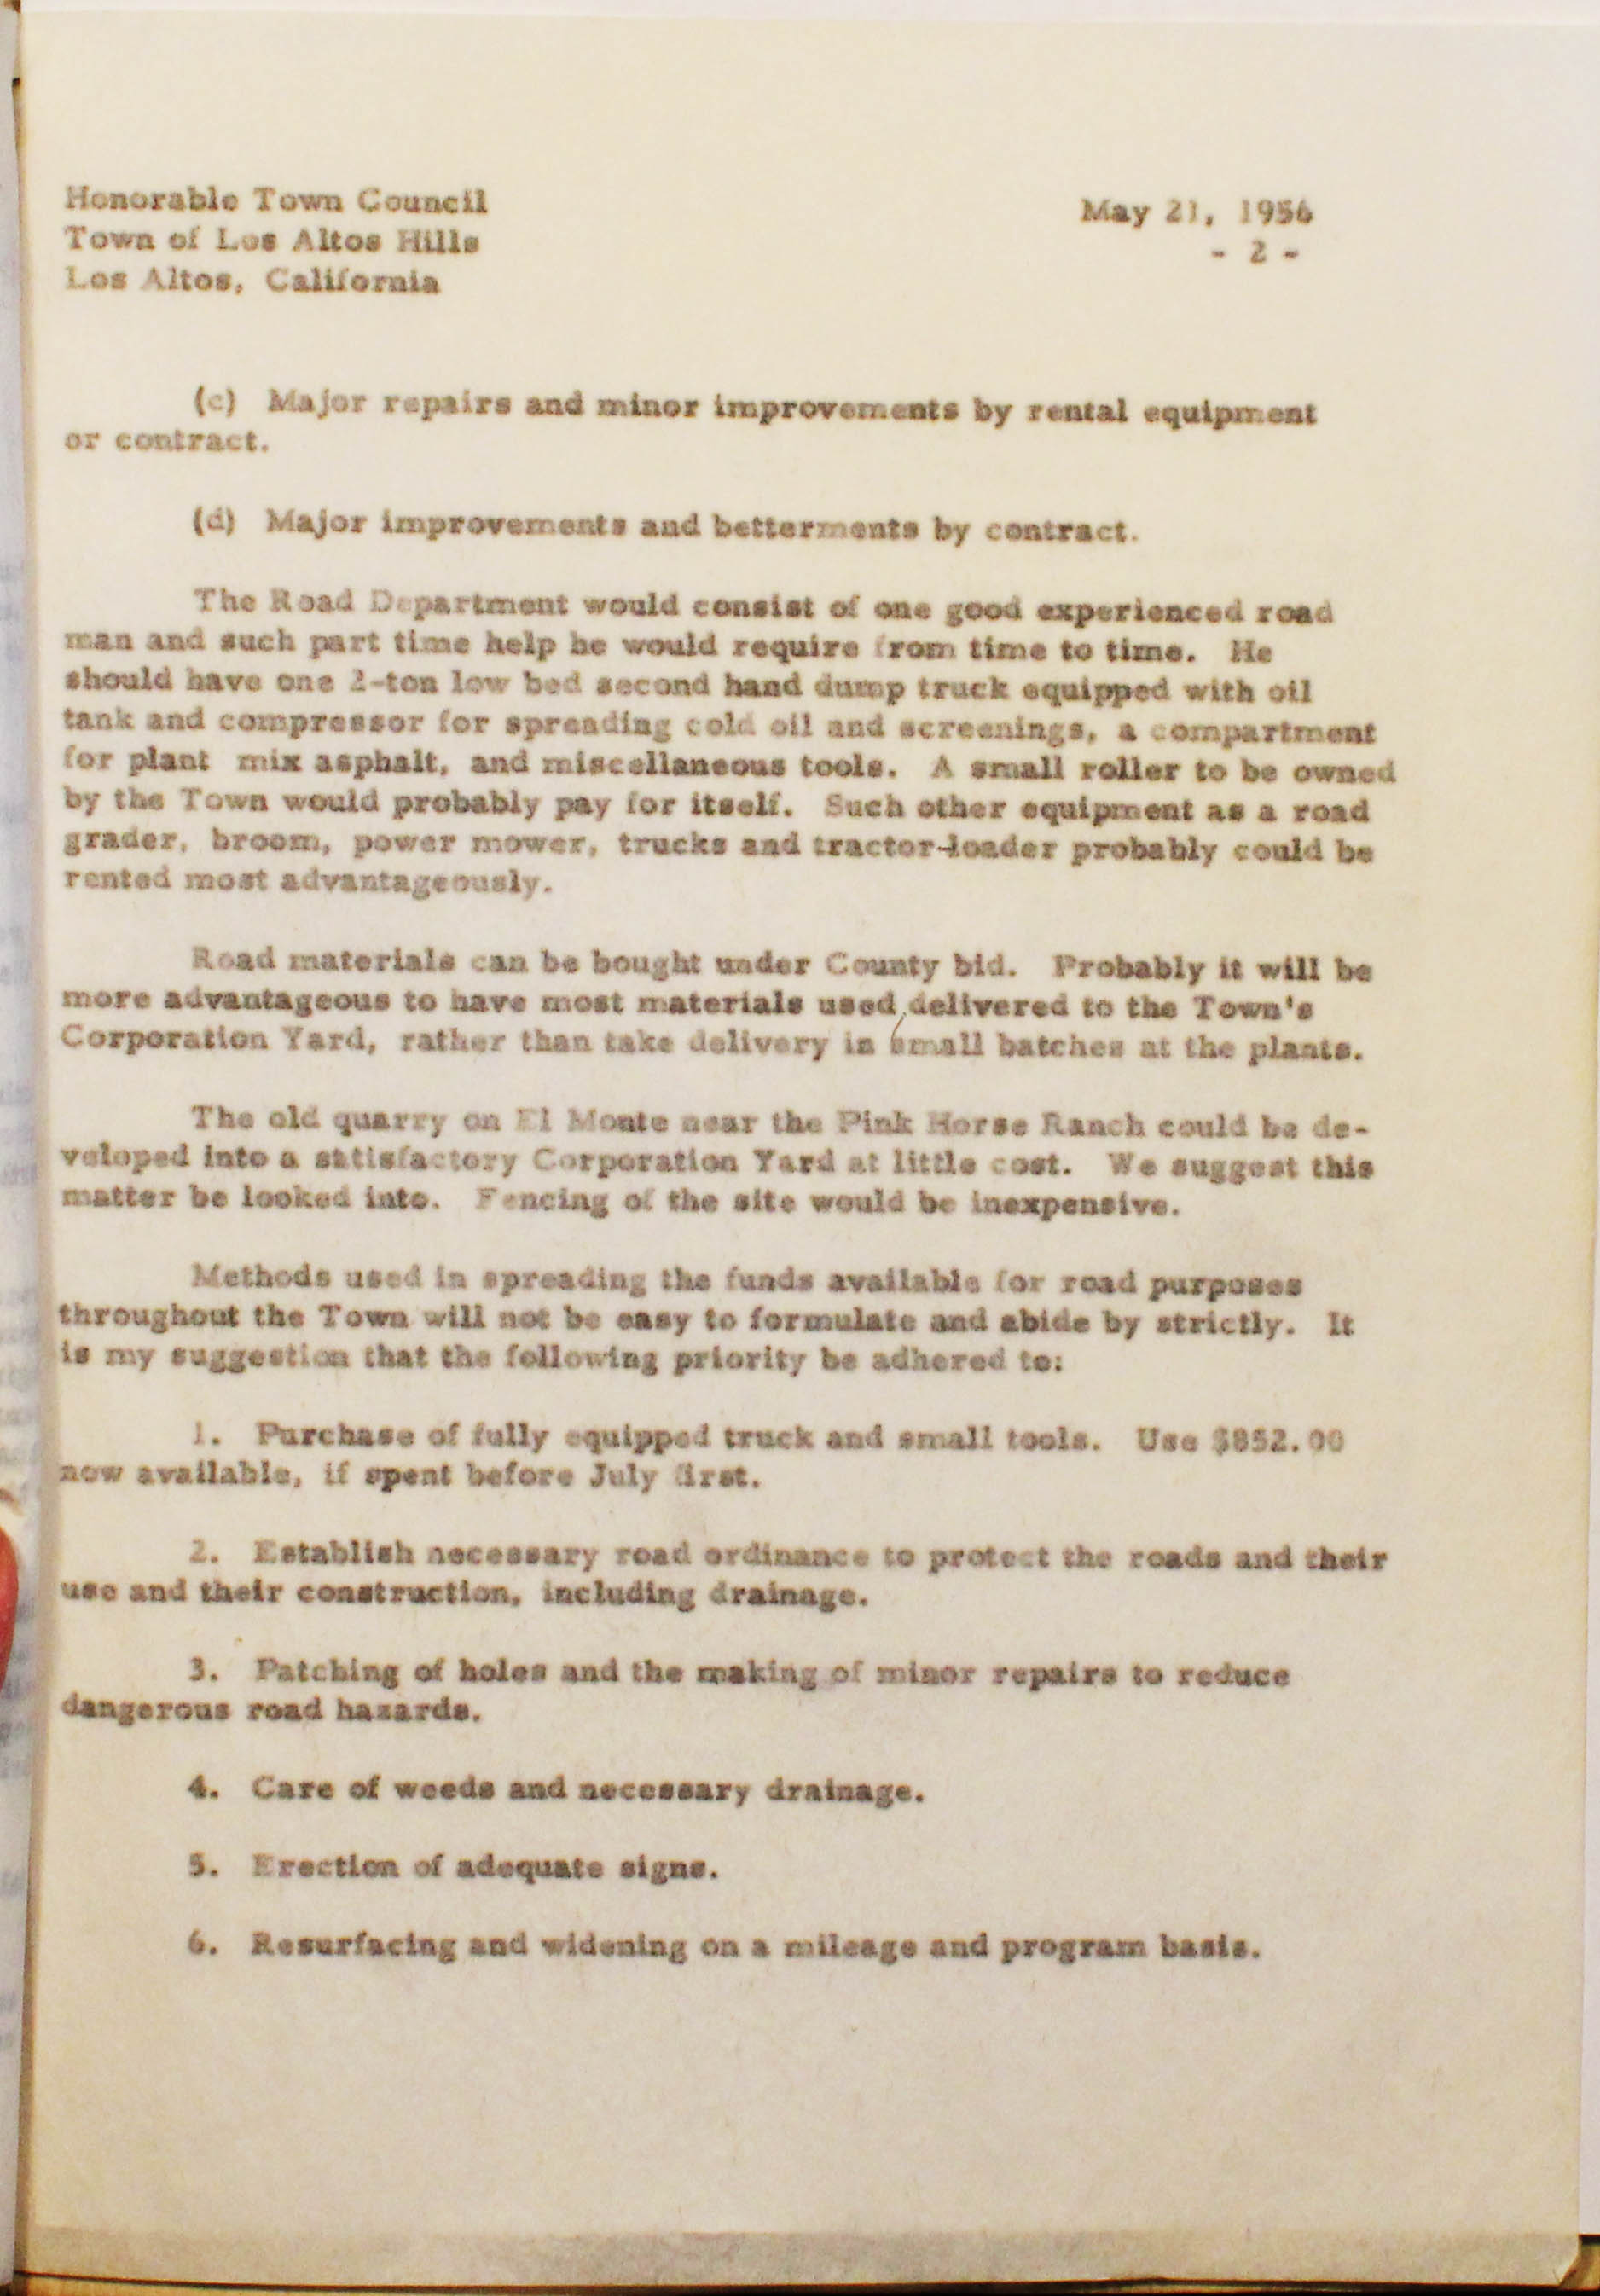 Honorable Town Council
Town of Los Altos Hills
Los Altos, California
May 21, 1956
- 2 -
(c) Major repairs and minor improvements by rental equipment
or contract.
(d) Major improvements and betterments by contract.
The Road Department would consist of one good experienced road
man and such part time help he would require from time to time. He
should have one 2-ton low bed second hand dump truck equipped with oil
tank and compressor for spreading cold oil and screenings, a compartment
for plant mix asphalt, and miscellaneous tools. A small roller to be owned
by the Town would probably pay for itself. Such other equipment as a road
grader, broom, power mower, trucks and tractor-loader probably could be
rented most advantageously.
Road materials can be bought under County bid. Probably it will be
more advantageous to have most materials used, delivered to the Town's
Corporation Yard, rather than take delivery in small batches at the plants.
The old quarry on El Monte near the Pink Horse Ranch could be de-
veloped into a satisfactory Corporation Yard at little cost. We suggest this
matter be looked into. Fencing of the site would be inexpensive.
Methods used in spreading the funds available for road purposes
throughout the Town will not be easy to formulate and abide by strictly. It
is my suggestion that the following priority be adhered to:
1. Purchase of fully equipped truck and small tools. Use $852.00
now available, if spent before July first.
2. Establish necessary road ordinance to protect the roads and their
use and their construction, including drainage.
3. Patching of holes and the making of minor repairs to reduce
dangerous road hazards.
4. Care of weeds and necessary drainage.
5. Erection of adequate signs.
6. Resurfacing and widening on a mileage and program basis.